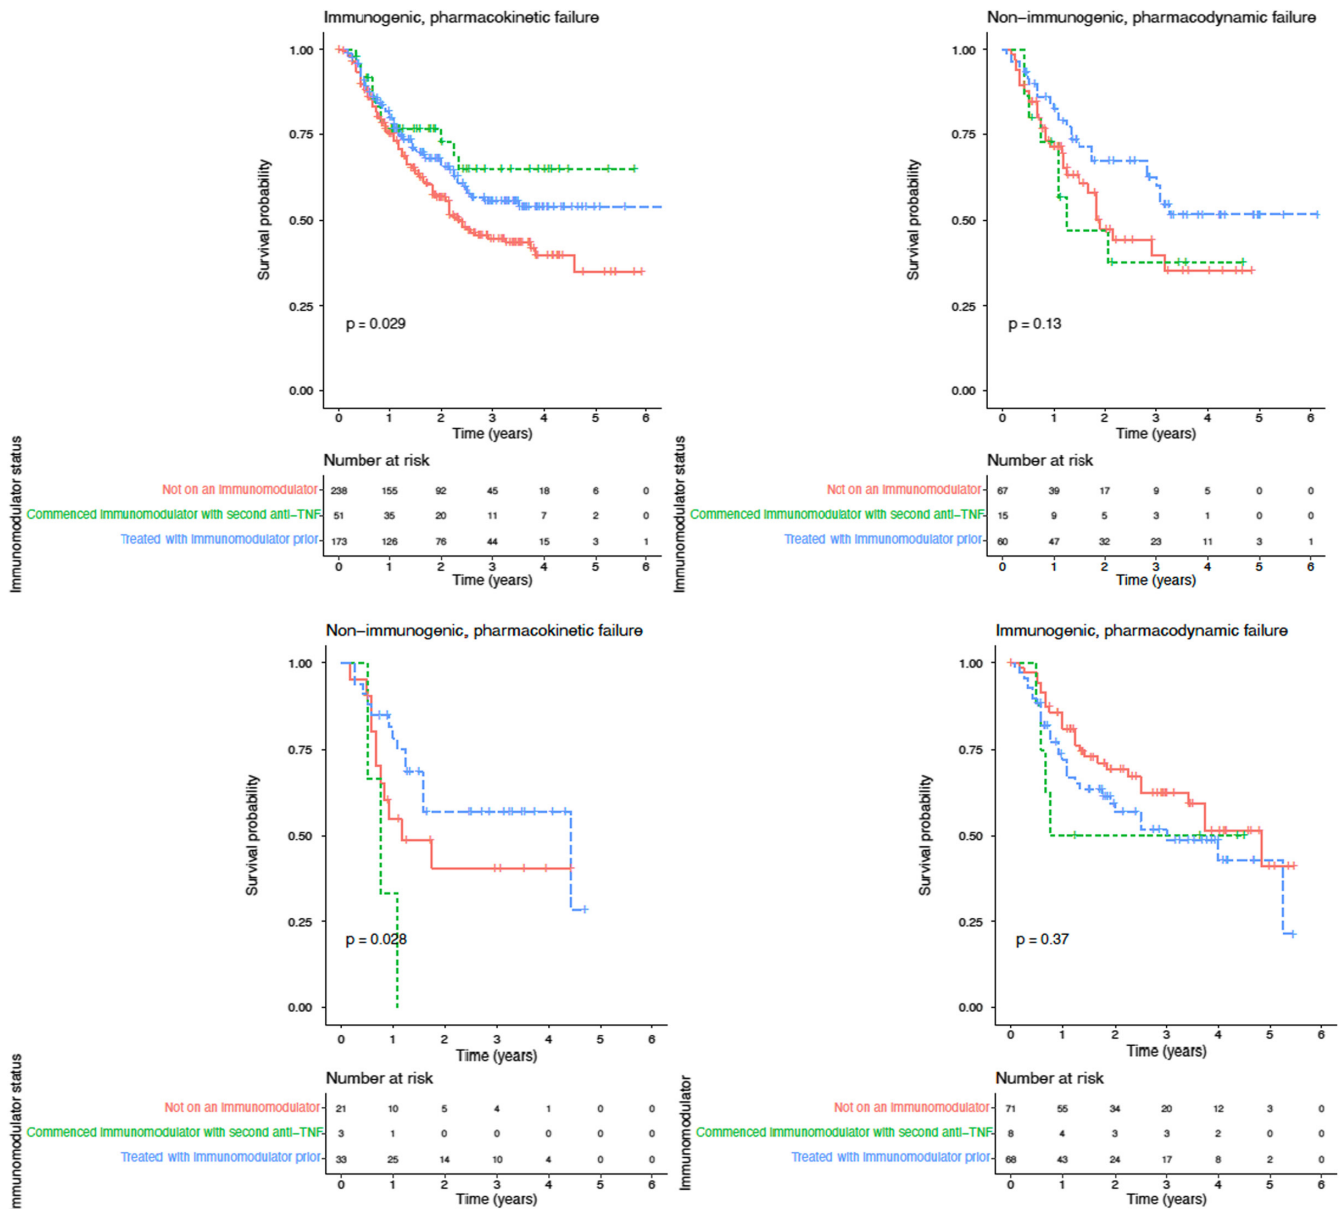 Immunogenic, pharmacokinetic failure
1.00
0.75
0.50
0.25
0.00
Survival probability
p = 0.029
0 1 2 3 4 5 6
Time (years)
Immunomodulator status
Number at risk
Not on an immunomodulator 238 155 92 45 18 6 0
Commenced immunomodulator with second anti-TNF 51 35 20 11 7 2 0
Treated with immunomodulator prior 173 126 76 44 15 3 1
0 1 2 3 4 5 6
Time (years)
Non-immunogenic, pharmacodynamic failure
1.00
0.75
0.50
0.25
0.00
Survival probability
p = 0.13
0 1 2 3 4 5 6
Time (years)
Immunomodulator status
Number at risk
Not on an immunomodulator 67 39 17 9 5 0 0
Commenced immunomodulator with second anti-TNF 15 9 5 3 1 0 0
Treated with immunomodulator prior 60 47 32 23 11 3 1
0 1 2 3 4 5 6
Time (years)
Non-immunogenic, pharmacokinetic failure
1.00
0.75
0.50
0.25
0.00
Survival probability
p = 0.028
0 1 2 3 4 5 6
Time (years)
mmunomodulator status
Number at risk
Not on an immunomodulator 21 10 5 4 1 0 0
Commenced immunomodulator with second anti-TNF 3 1 0 0 0 0 0
Treated with immunomodulator prior 33 25 14 10 4 0 0
0 1 2 3 4 5 6
Time (years)
Immunogenic, pharmacodynamic failure
1.00
0.75
0.50
0.25
0.00
Survival probability
p = 0.37
0 1 2 3 4 5 6
Time (years)
Immunomodulator
Number at risk
Not on an immunomodulator 71 55 34 20 12 3 0
Commenced immunomodulator with second anti-TNF 8 4 3 3 2 0 0
Treated with immunomodulator prior 68 43 24 17 8 2 0
0 1 2 3 4 5 6
Time (years)